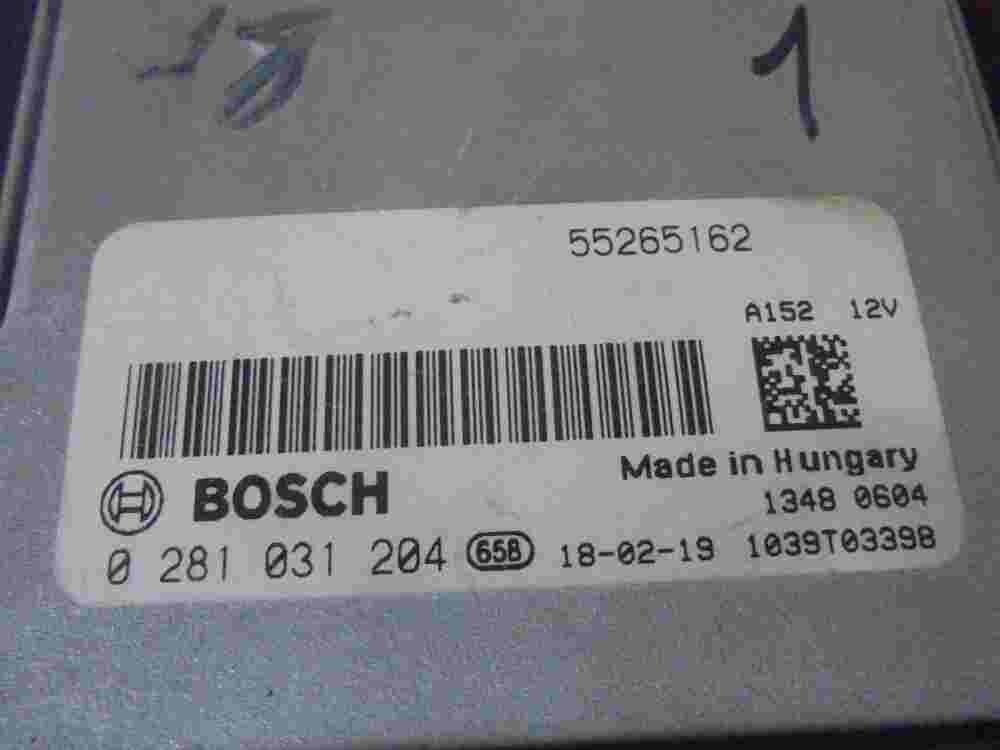 1
55265162
A152 12V
BOSCH
Made in Hungary
1348 0604
0 281 031 204 658 18-02-19 1039T03398